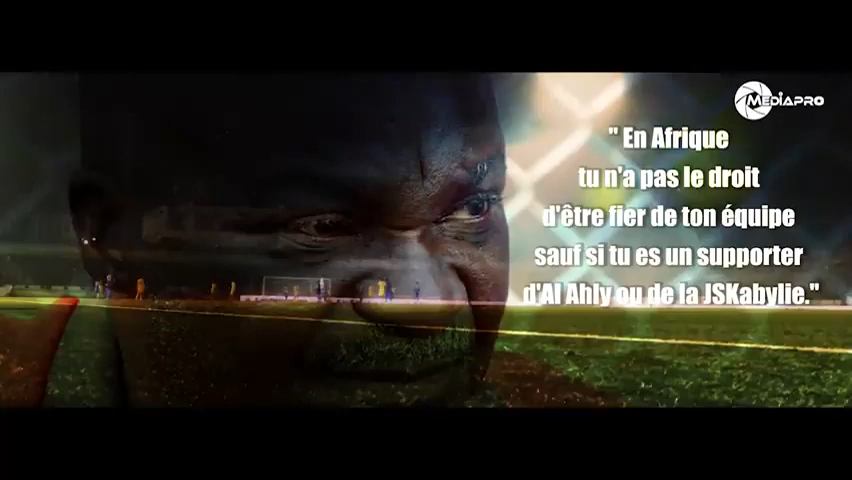 MEDIAPRO
" En Afrique
tu n'a pas le droit
d'être fier de ton équipe
sauf si tu es un supporter
d'Al Ahly ou de la JSKabylie."